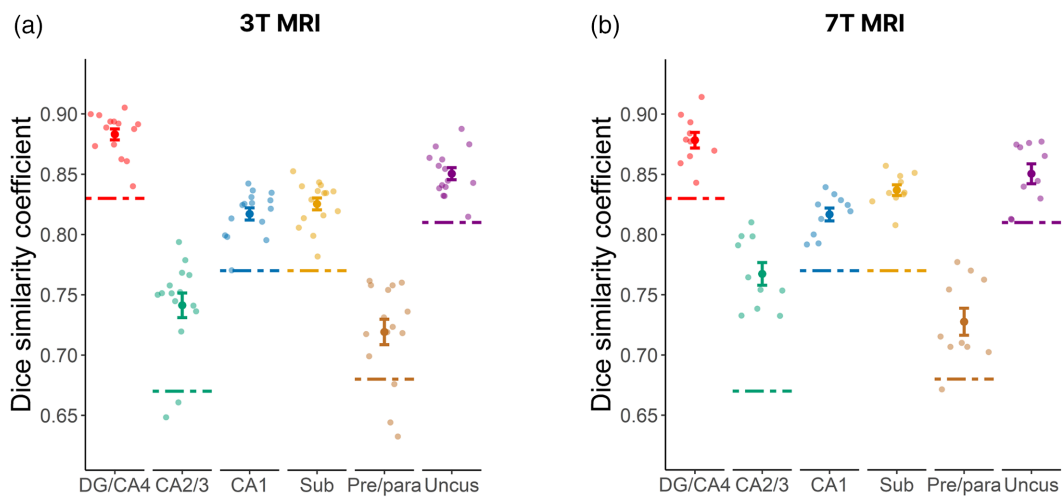 (a)
3T MRI
Dice similarity coefficient
0.90
0.85
0.80
0.75
0.70
0.65
DG/CA4 CA2/3 CA1 Sub Pre/para Uncus
(b)
7T MRI
Dice similarity coefficient
0.90
0.85
0.80
0.75
0.70
0.65
DG/CA4 CA2/3 CA1 Sub Pre/para Uncus